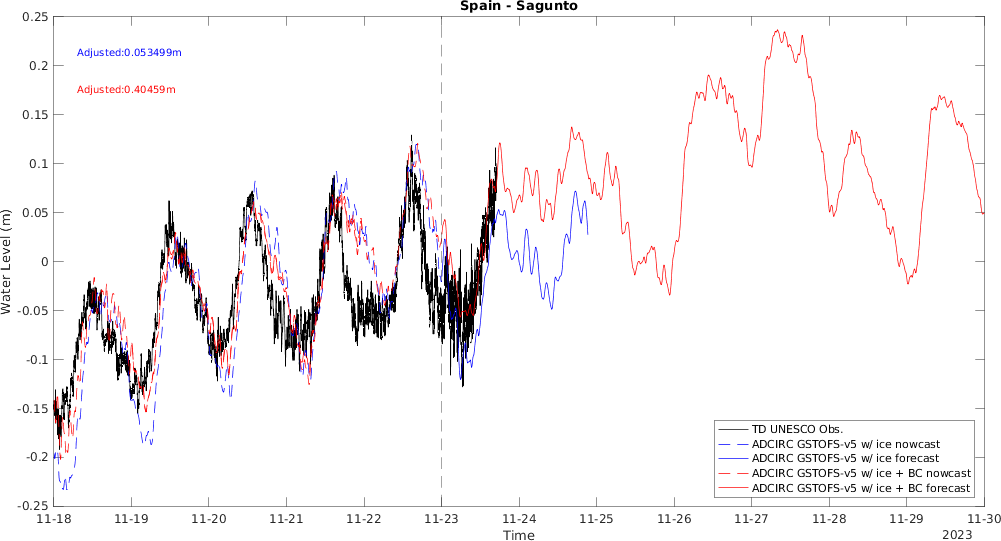 Spain - Sagunto
0.25
0.2
0.15
0.1
0.05
0
-0.05
-0.1
-0.15
-0.2
-0.25
Water Level (m)
Adjusted:0.053499m
Adjusted:0.40459m
TD UNESCO Obs.
ADCIRC GSTOFS-v5 w/ ice nowcast
ADCIRC GSTOFS-v5 w/ ice forecast
ADCIRC GSTOFS-v5 w/ ice + BC nowcast
ADCIRC GSTOFS-v5 w/ ice + BC forecast
11-18 11-19 11-20 11-21 11-22 11-23 11-24 11-25 11-26 11-27 11-28 11-29 11-30
Time
2023